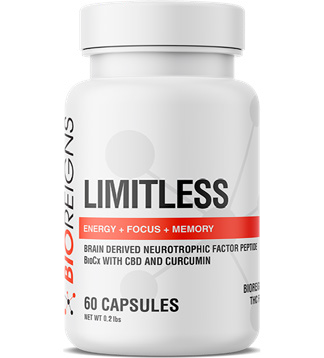 BIOREIGNS
LIMITLESS
ENERGY + FOCUS + MEMORY
BRAIN DERIVED NEUROTROPHIC FACTOR PEPTIDE
BIOCx WITH CBD AND CURCUMIN
60 CAPSULES
NET WT 0.2 lbs
THC